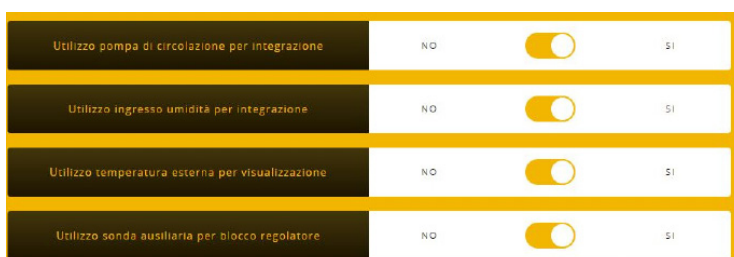 Utilizzo pompa di circolazione per integrazione NO SI
Utilizzo ingresso umidità per integrazione NO SI
Utilizzo temperatura esterna per visualizzazione NO SI
Utilizzo sonda ausiliaria per blocco regolatore NO SI